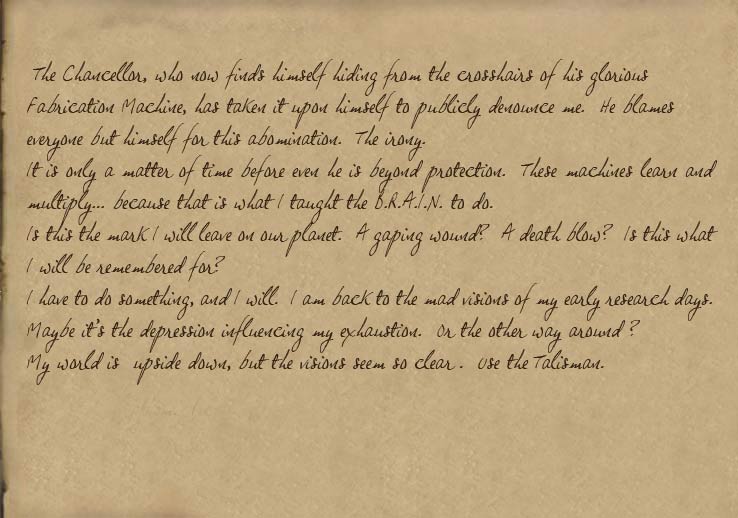 The Chancellor, who now finds himself hiding from the crosshairs of his glorious
Fabrication Machine, has taken it upon himself to publicly denounce me. He blames
everyone but himself for this abomination. The irony.
It is only a matter of time before even he is beyond protection. These machines learn and
multiply... because that is what I taught the B.R.A.I.N. to do.
Is this the mark I will leave on our planet. A gaping wound? A death blow? Is this what
I will be remembered for?
I have to do something, and I will. I am back to the mad visions of my early research days.
Maybe it's the depression influencing my exhaustion. Or the other way around?
My world is upside down, but the visions seem so clear. Use the Talisman.